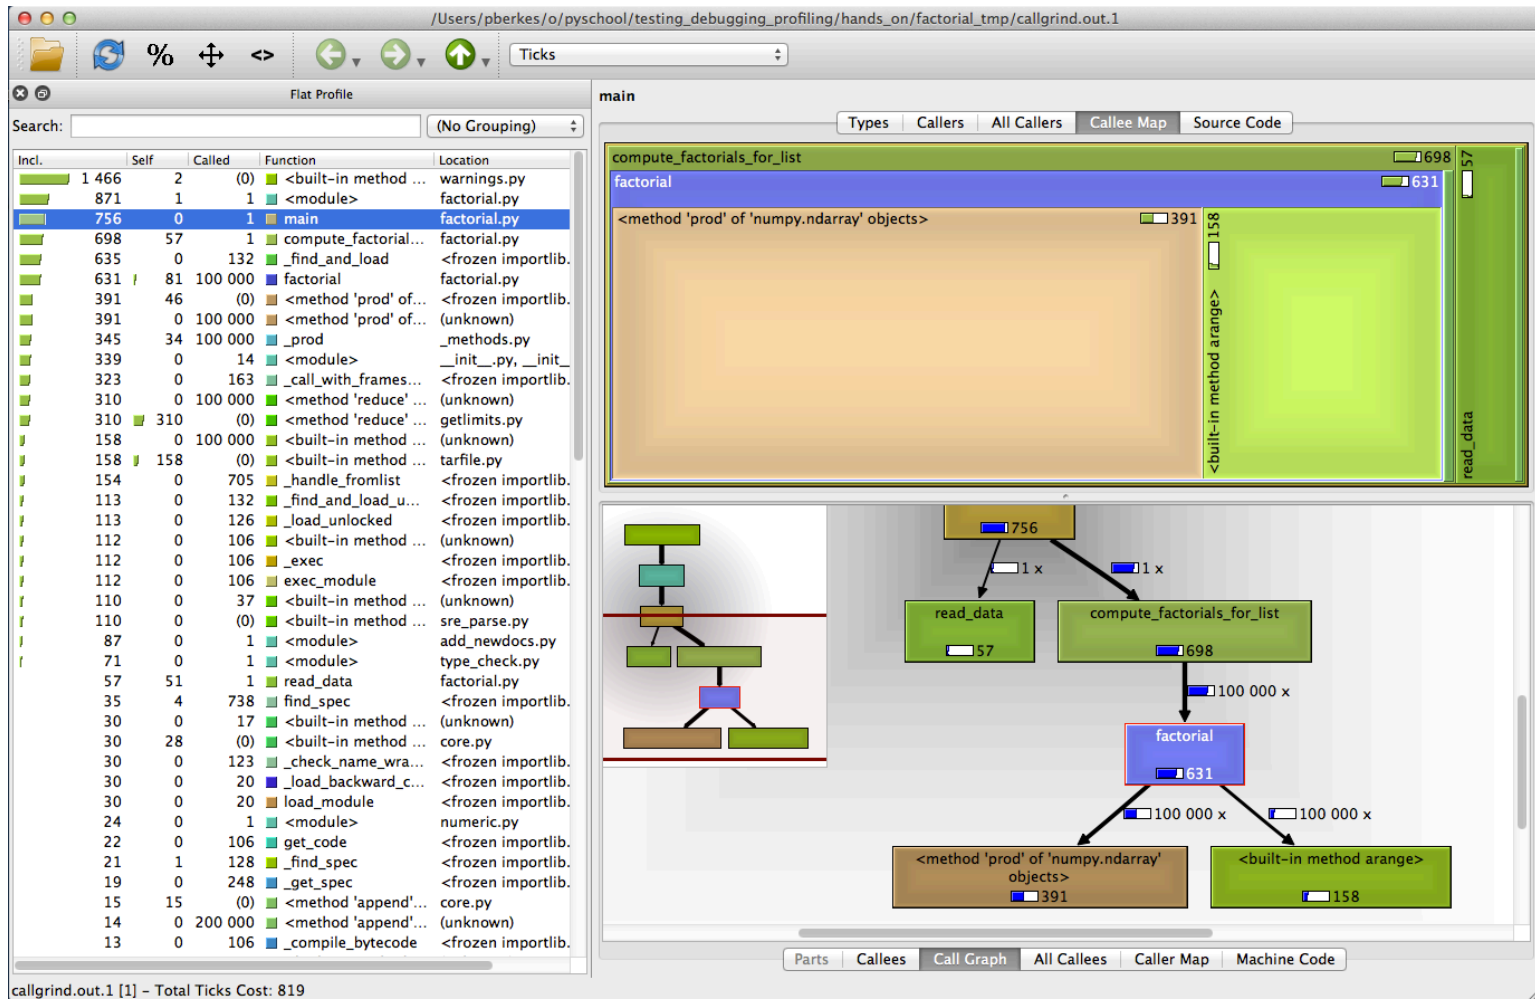 /Users/pberkes/o/pyschool/testing_debugging_profiling/hands_on/factorial_tmp/callgrind.out.1
% <> Ticks
Flat Profile
Search: (No Grouping)
Incl. Self Called Function Location
1 466 2 (0) <built-in method ... warnings.py
871 1 1 <module> factorial.py
756 0 1 main factorial.py
698 57 1 compute_factorial... factorial.py
635 0 132 _find_and_load <frozen importlib.
631 81 100 000 factorial factorial.py
391 46 (0) <method 'prod' of... <frozen importlib.
391 0 100 000 <method 'prod' of... (unknown)
345 34 100 000 _prod _methods.py
339 0 14 <module> __init__.py, __init_
323 0 163 _call_with_frames... <frozen importlib.
310 0 100 000 <method 'reduce' ... (unknown)
310 310 (0) <method 'reduce' ... getlimits.py
158 0 100 000 <built-in method ... (unknown)
158 158 (0) <built-in method ... tarfile.py
154 0 705 _handle_fromlist <frozen importlib.
113 0 132 _find_and_load_u... <frozen importlib.
113 0 126 _load_unlocked <frozen importlib.
112 0 106 <built-in method ... (unknown)
112 0 106 _exec <frozen importlib.
112 0 106 exec_module <frozen importlib.
110 0 37 <built-in method ... (unknown)
110 0 (0) <built-in method ... sre_parse.py
87 0 1 <module> add_newdocs.py
71 0 1 <module> type_check.py
57 51 1 read_data factorial.py
35 4 738 find_spec <frozen importlib.
30 0 17 <built-in method ... (unknown)
30 28 (0) <built-in method ... core.py
30 0 123 _check_name_wra... <frozen importlib.
30 0 20 _load_backward_c... <frozen importlib.
30 0 20 load_module <frozen importlib.
24 0 1 <module> numeric.py
22 0 106 get_code <frozen importlib.
21 1 128 _find_spec <frozen importlib.
19 0 248 _get_spec <frozen importlib.
15 15 (0) <method 'append'... core.py
14 0 200 000 <method 'append'... (unknown)
13 0 106 _compile_bytecode <frozen importlib.
main
Types Callers All Callers Callee Map Source Code
compute_factorials_for_list 698
factorial 631
<method 'prod' of 'numpy.ndarray' objects> 391
<built-in method arange> 158
read_data 57
756
1 x 1 x
read_data
57
compute_factorials_for_list
698
100 000 x
factorial
631
100 000 x 100 000 x
<method 'prod' of 'numpy.ndarray'
objects>
391
<built-in method arange>
158
Parts Callees Call Graph All Callees Caller Map Machine Code
callgrind.out.1 [1] - Total Ticks Cost: 819